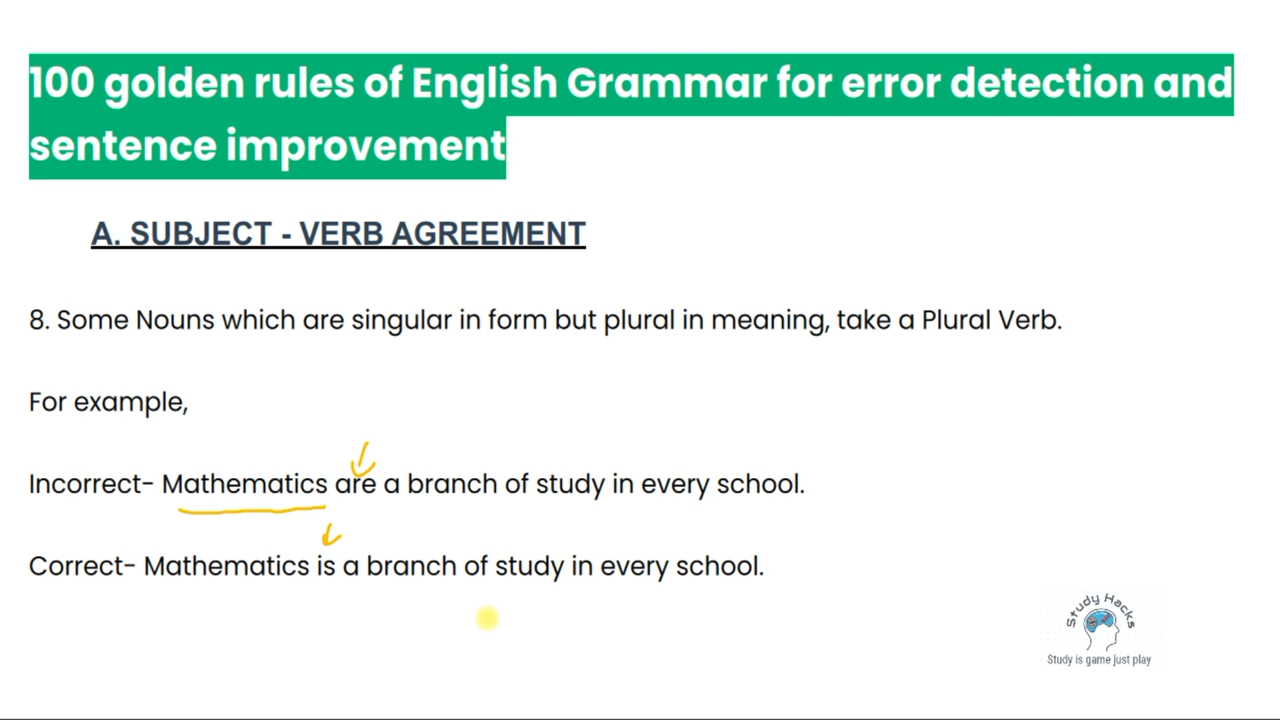 100 golden rules of English Grammar for error detection and
sentence improvement
A. SUBJECT - VERB AGREEMENT
8. Some Nouns which are singular in form but plural in meaning, take a Plural Verb.
For example,
Incorrect- Mathematics are a branch of study in every school.
Correct- Mathematics is a branch of study in every school.
Study Hacks
Study is game just play